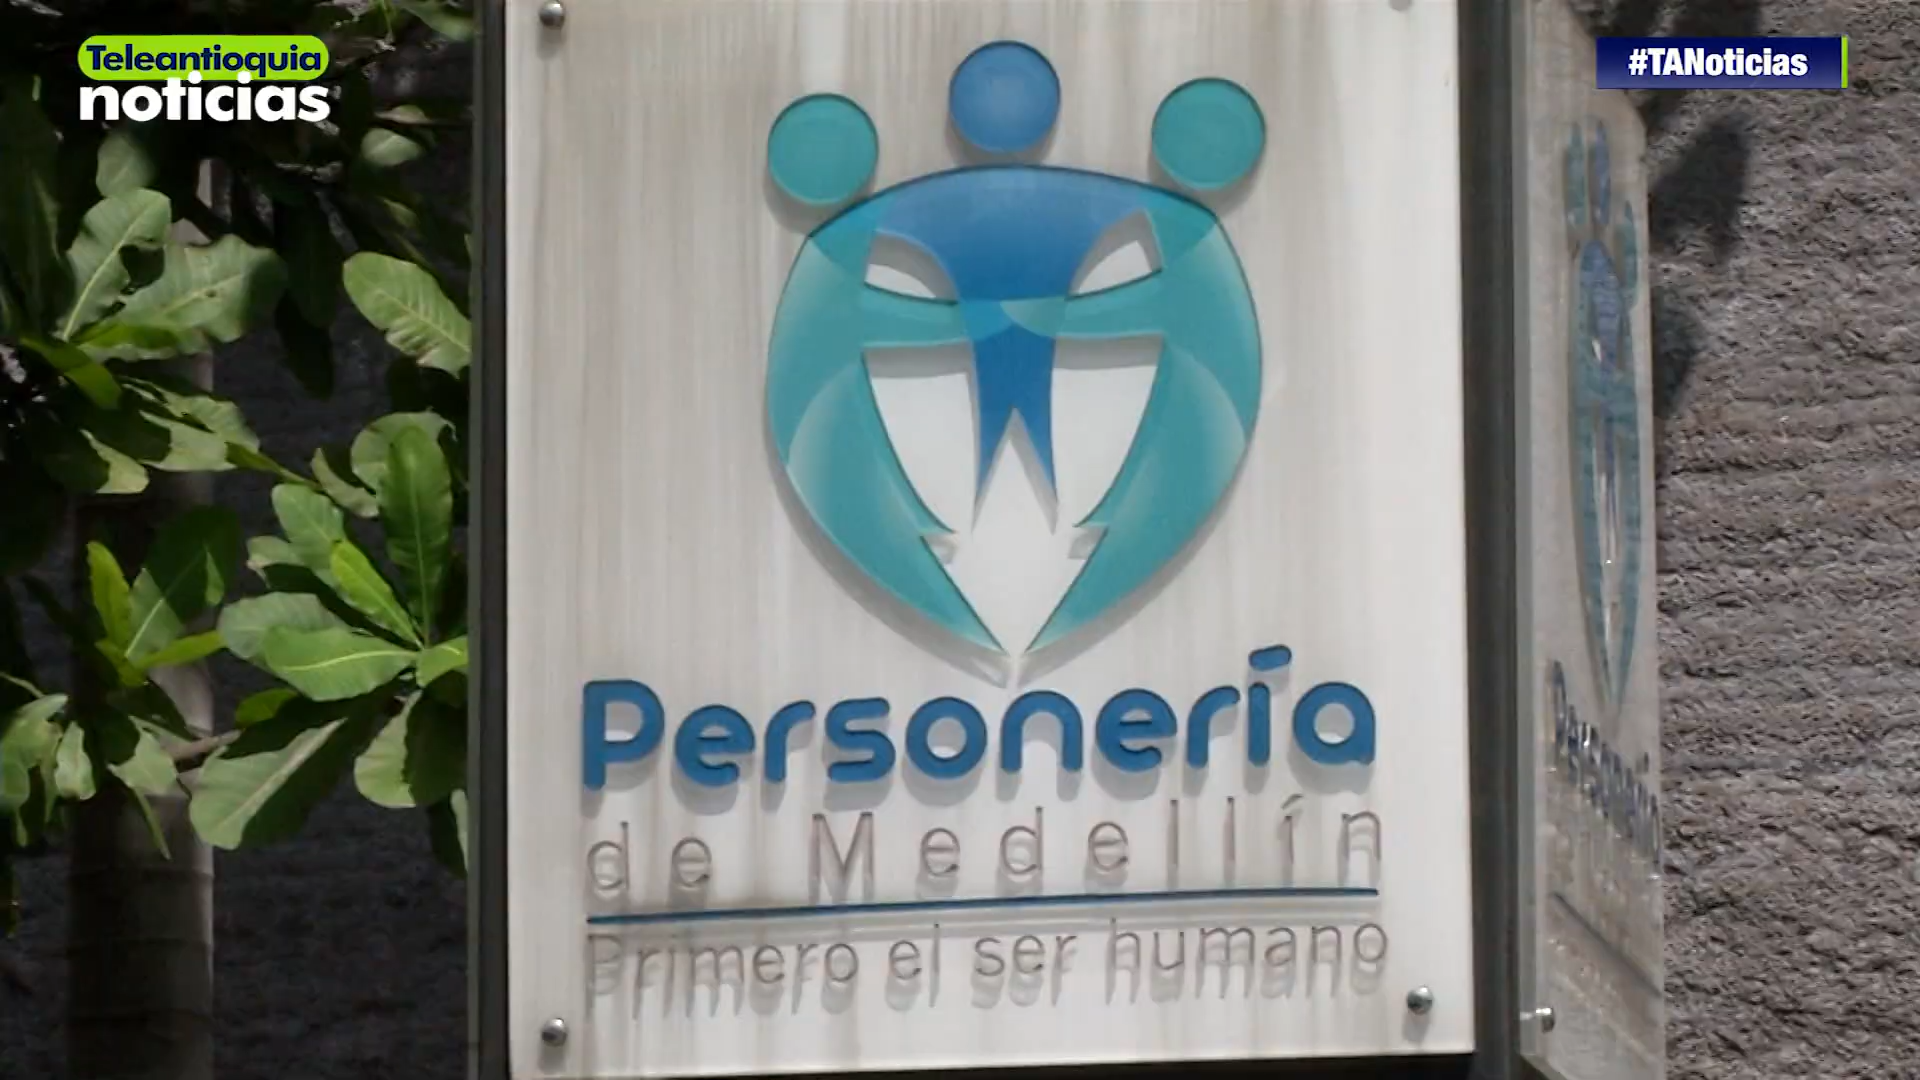 Teleantioquia
noticias
#TANoticias
Personería
de Medellín
Primero el ser humano